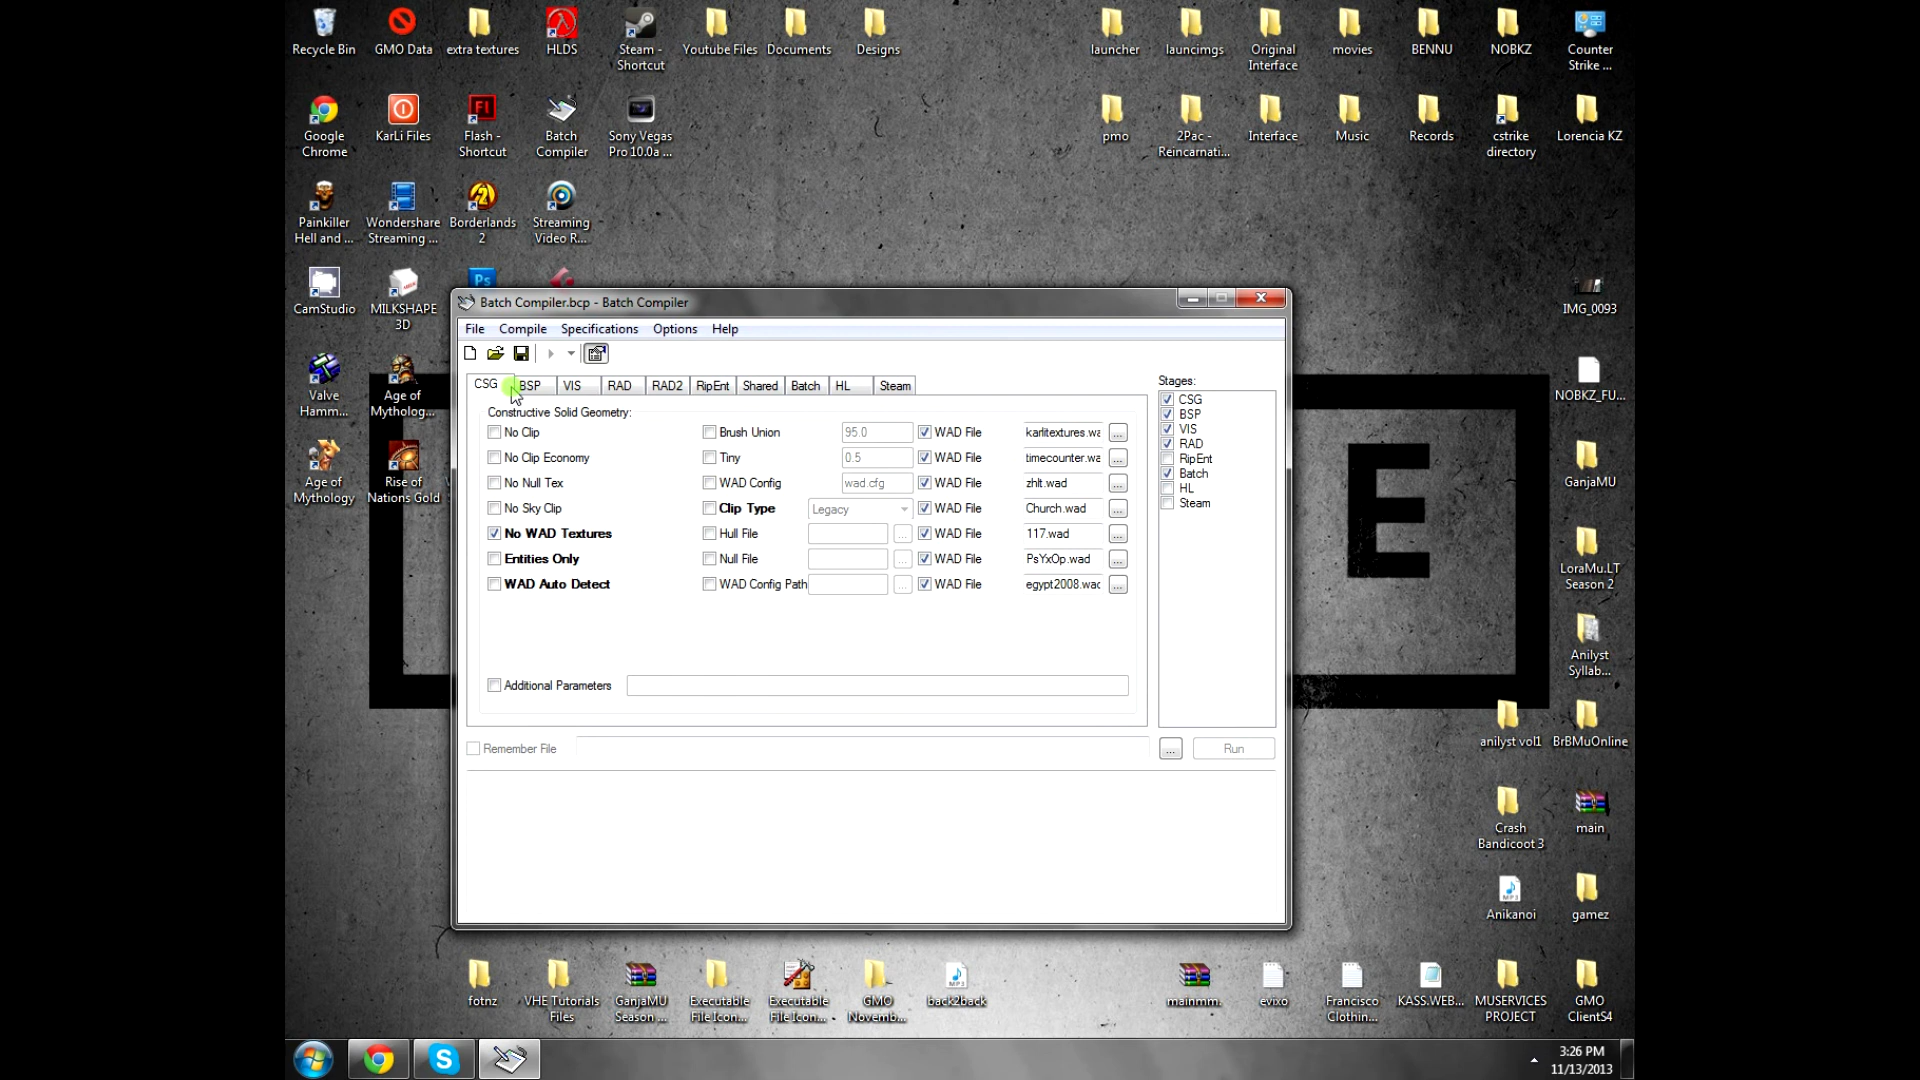 Recycle Bin
GMO Data
extra textures
HLDS
Steam -
Shortcut
Youtube Files
Documents
Designs
launcher
launcimgs
Original
Interface
movies
BENNU
NOBKZ
Counter
Strike ...
Google
Chrome
KarLi Files
Flash -
Shortcut
Batch
Compiler
Sony Vegas
Pro 10.0a ...
pmo
2Pac -
Reincarnati...
Interface
Music
Records
cstrike
directory
Lorencia KZ
Painkiller
Hell and ...
Wondershare
Streaming ...
Borderlands
2
Streaming
Video R...
CamStudio
MILKSHAPE
3D
Ps
IMG_0093
Valve
Hamm...
Age of
Mytholog...
NOBKZ_FU...
Age of
Mythology
Rise of
Nations Gold
Batch Compiler.bcp - Batch Compiler
File Compile Specifications Options Help
CSG BSP VIS RAD RAD2 RipEnt Shared Batch HL Steam
Constructive Solid Geometry:
No Clip
Brush Union 95.0
WAD File karlitextures.wa ...
No Clip Economy
Tiny 0.5
WAD File timecounter.wa ...
No Null Tex
WAD Config wad.cfg
WAD File zhlt.wad ...
No Sky Clip
Clip Type Legacy
WAD File Church.wad ...
No WAD Textures
Hull File ...
WAD File 117.wad ...
Entities Only
Null File ...
WAD File PsYxOp.wad ...
WAD Auto Detect
WAD Config Path ...
WAD File egypt2008.wad ...
Additional Parameters
Stages:
CSG
BSP
VIS
RAD
RipEnt
Batch
HL
Steam
Remember File ... Run
E
GanjaMU
LoraMu.LT
Season 2
Anilyst
Syllab...
anilyst vol1
BrBMuOnline
Crash
Bandicoot 3
main
Anikanoi
gamez
fotnz
VHE Tutorials
Files
GanjaMU
Season ...
Executable
File Icon...
Executable
File Icon...
GMO
Novemb...
back2back
mainmm.
evixo
Francisco
Clothin...
KASS.WEB...
MUSERVICES
PROJECT
GMO
ClientS4
3:26 PM
11/13/2013